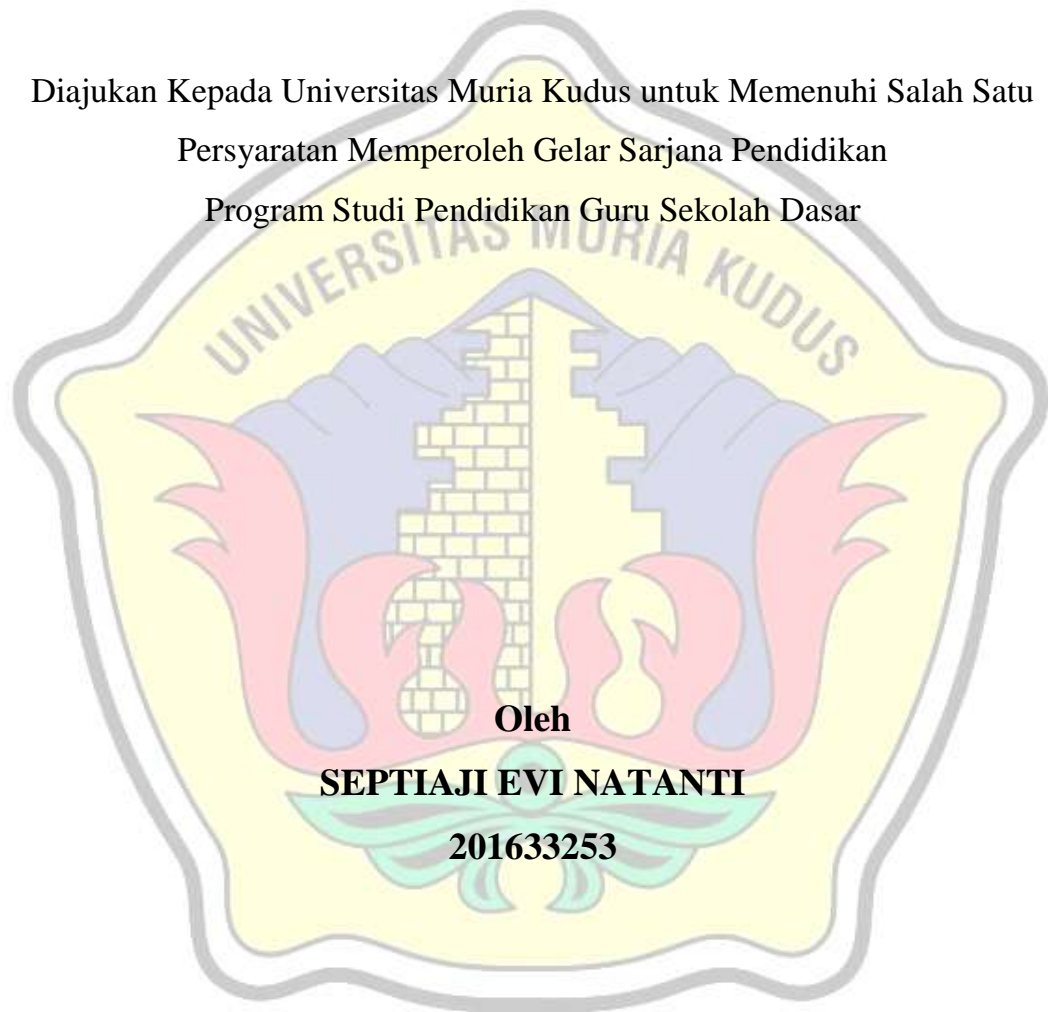 Diajukan Kepada Universitas Muria Kudus untuk Memenuhi Salah Satu
Persyaratan Memperoleh Gelar Sarjana Pendidikan
Program Studi Pendidikan Guru Sekolah Dasar
UNIVERSITAS MURIA KUDUS
Oleh
SEPTIAJI EVI NATANTI
201633253